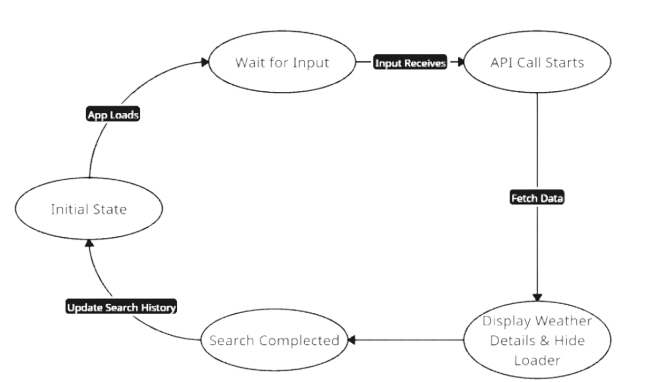 Wait for Input
Input Receives
API Call Starts
App Loads
Fetch Data
Initial State
Update Search History
Search Complected
Display Weather
Details & Hide
Loader